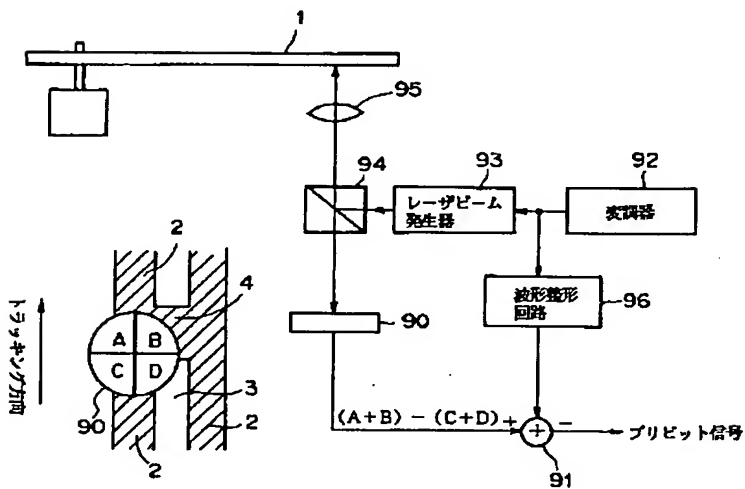 1
95
94
93
レーザビーム
発生器
92
変調器
96
波形整形
回路
90
(A+B) - (C+D)
+
+
-
91
プリピット信号
2
4
A
B
C
D
90
3
2
2
トラッキング方向